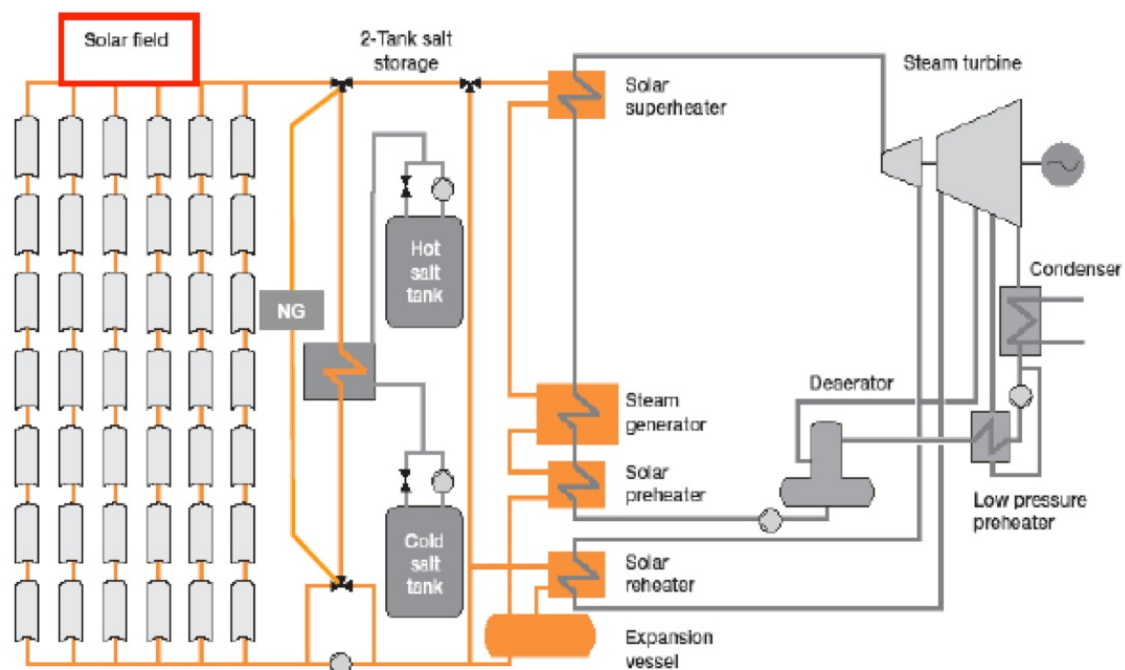 Solar field
2-Tank salt
storage
Solar
superheater
Steam turbine
Hot
salt
tank
NG
Condenser
Steam
generator
Deaerator
Solar
preheater
Low pressure
preheater
Cold
salt
tank
Solar
reheater
Expansion
vessel